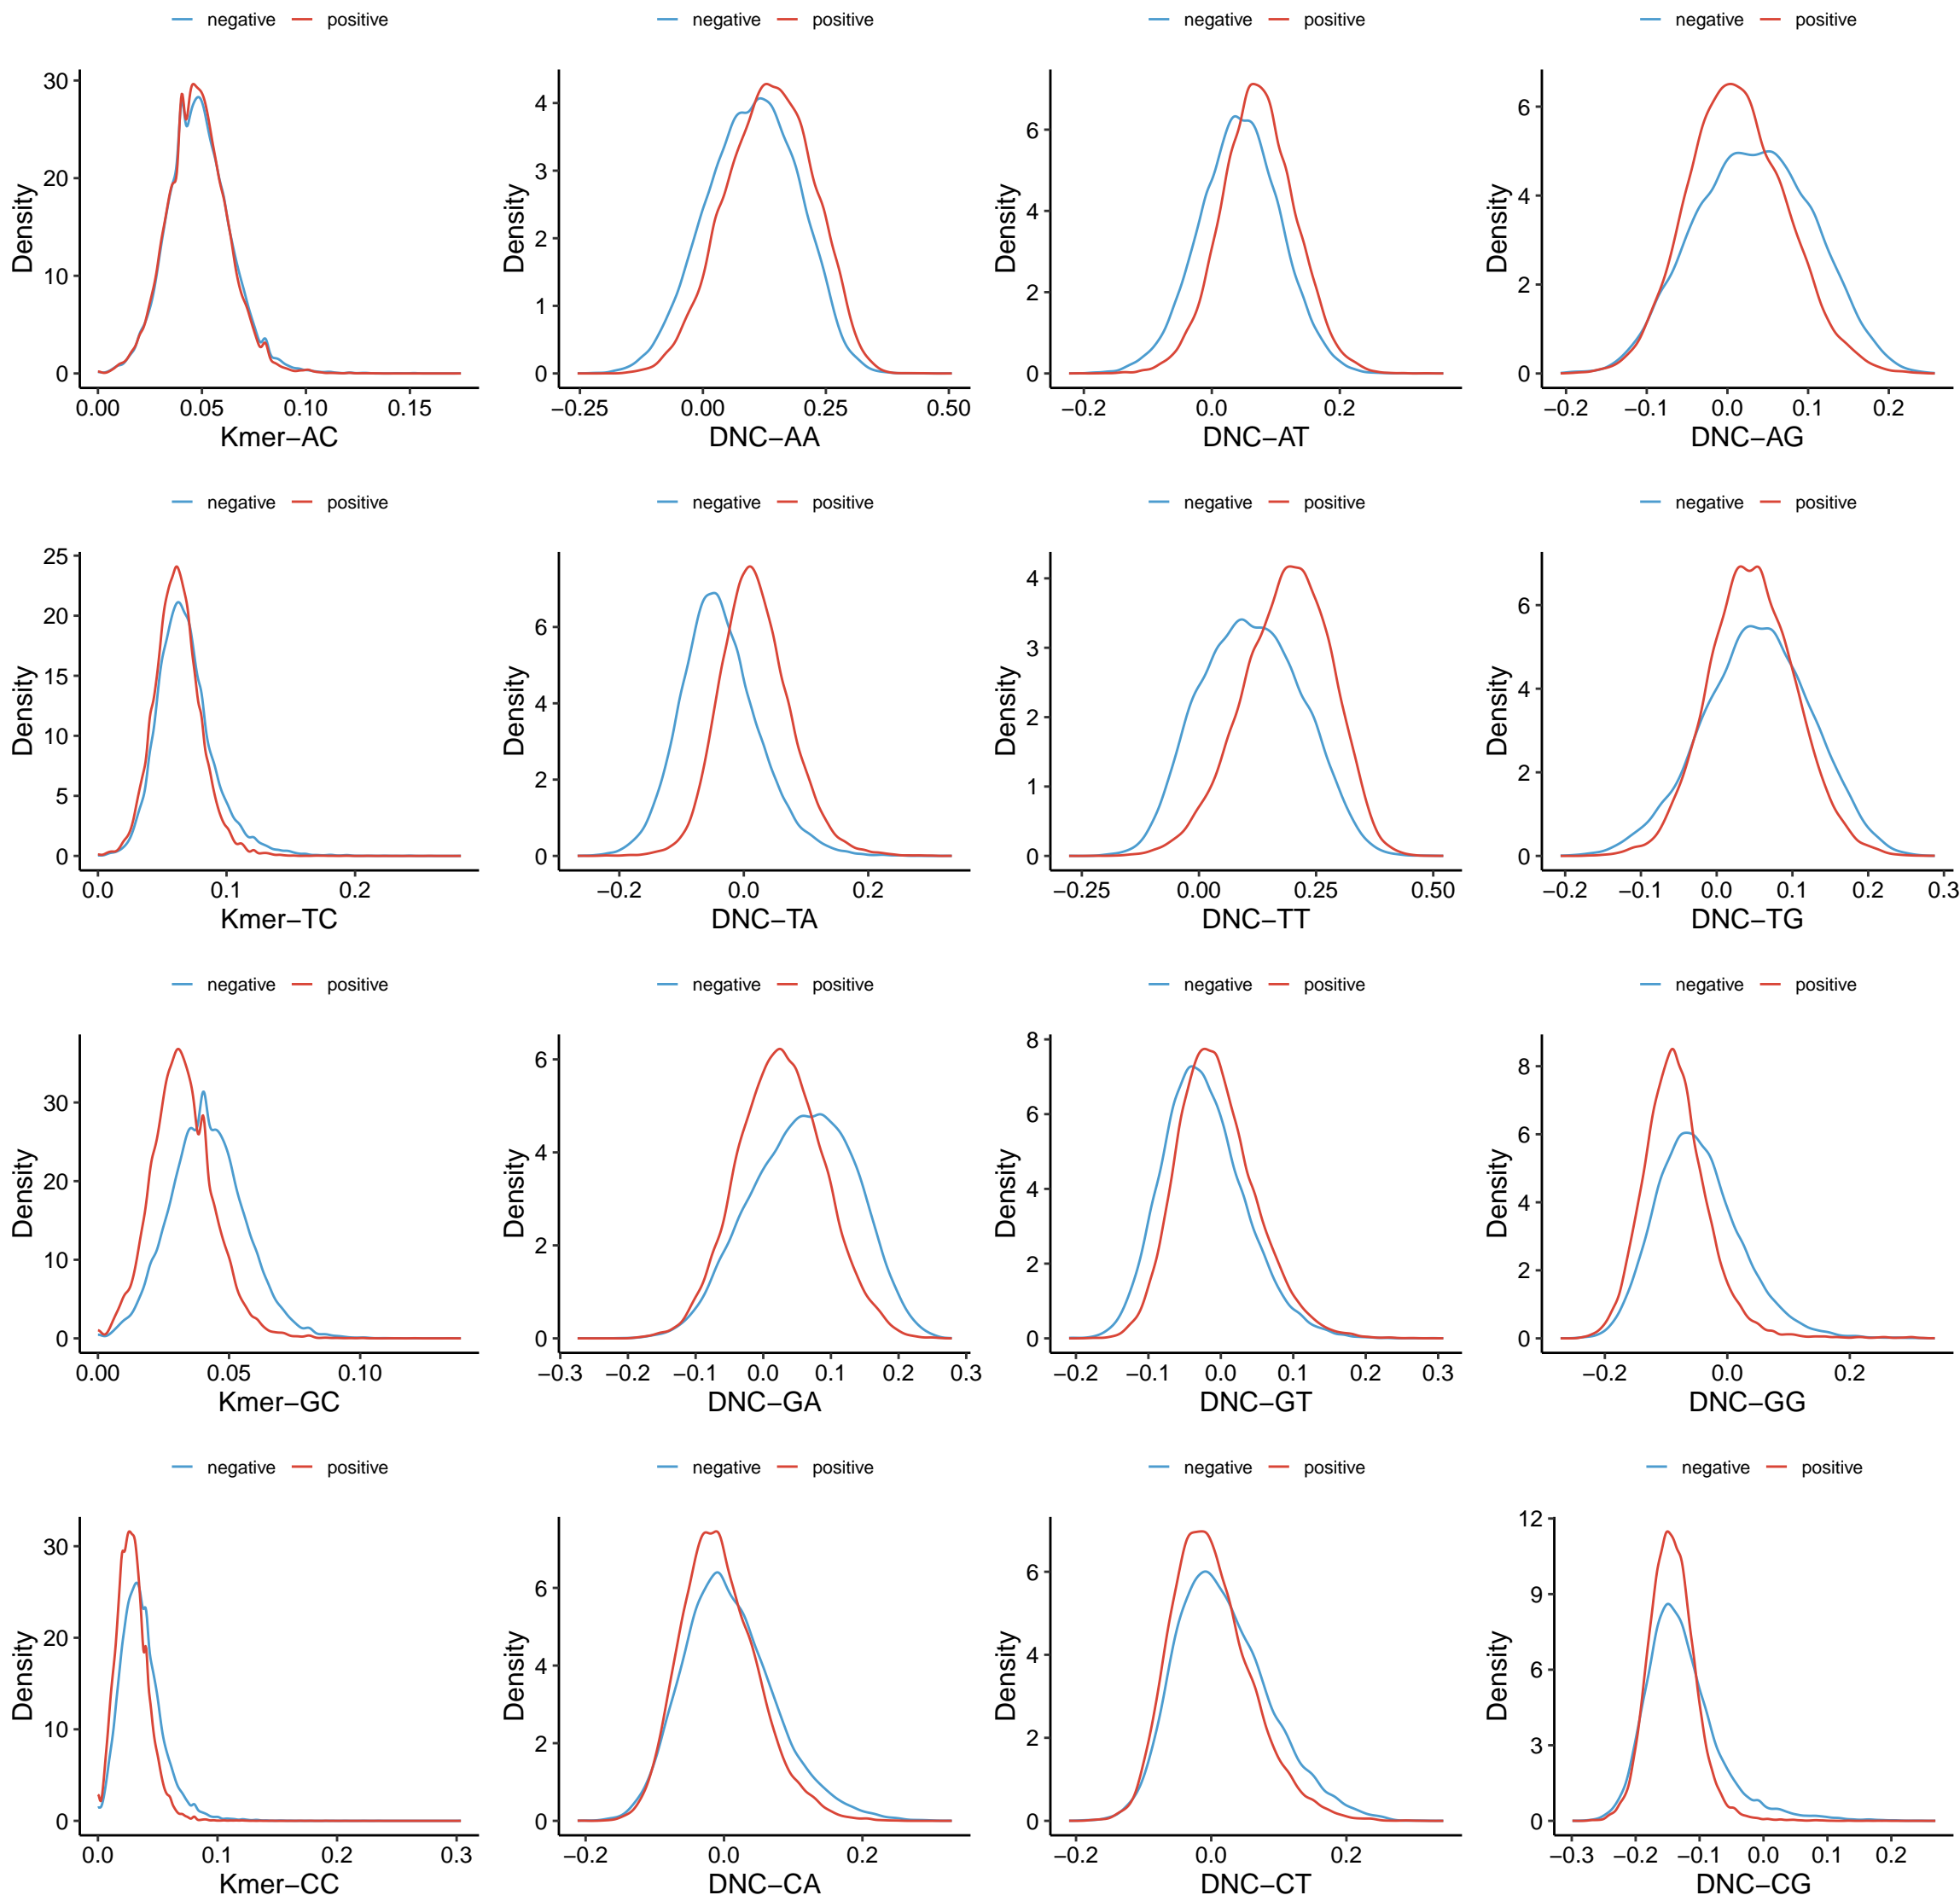 negative positive negative positive negative positive negative positive
30 20 10 0 Density 0.00 0.05 0.10 0.15 Kmer−AC
4 3 2 1 0 Density −0.25 0.00 0.25 0.50 DNC−AA
6 4 2 0 Density −0.2 0.0 0.2 DNC−AT
6 4 2 0 Density −0.2 −0.1 0.0 0.1 0.2 DNC−AG
negative positive negative positive negative positive negative positive
25 20 15 10 5 0 Density 0.0 0.1 0.2 Kmer−TC
6 4 2 0 Density −0.2 0.0 0.2 DNC−TA
4 3 2 1 0 Density −0.25 0.00 0.25 0.50 DNC−TT
6 4 2 0 Density −0.2 −0.1 0.0 0.1 0.2 0.3 DNC−TG
negative positive negative positive negative positive negative positive
30 20 10 0 Density 0.00 0.05 0.10 Kmer−GC
6 4 2 0 Density −0.3 −0.2 −0.1 0.0 0.1 0.2 0.3 DNC−GA
8 6 4 2 0 Density −0.2 −0.1 0.0 0.1 0.2 0.3 DNC−GT
8 6 4 2 0 Density −0.2 0.0 0.2 DNC−GG
negative positive negative positive negative positive negative positive
30 20 10 0 Density 0.0 0.1 0.2 0.3 Kmer−CC
6 4 2 0 Density −0.2 0.0 0.2 DNC−CA
6 4 2 0 Density −0.2 0.0 0.2 DNC−CT
12 9 6 3 0 Density −0.3 −0.2 −0.1 0.0 0.1 0.2 DNC−CG